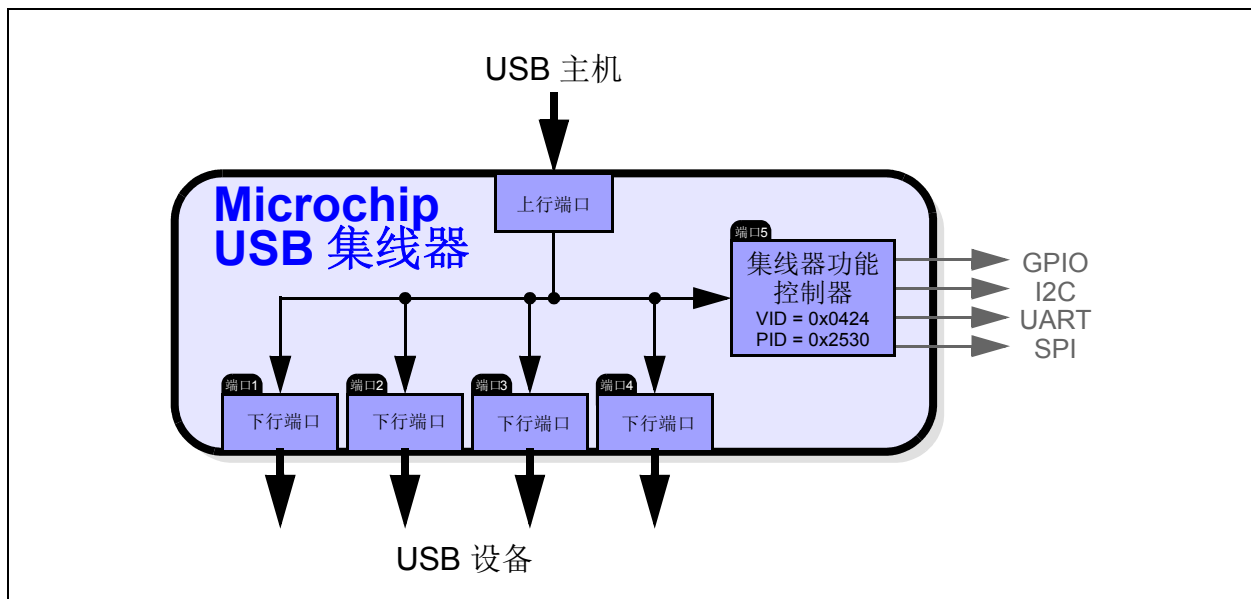 USB 主机
Microchip
USB 集线器
上行端口
端口5
集线器功能
控制器
VID = 0x0424
PID = 0x2530
GPIO
I2C
UART
SPI
端口1
下行端口
端口2
下行端口
端口3
下行端口
端口4
下行端口
USB 设备